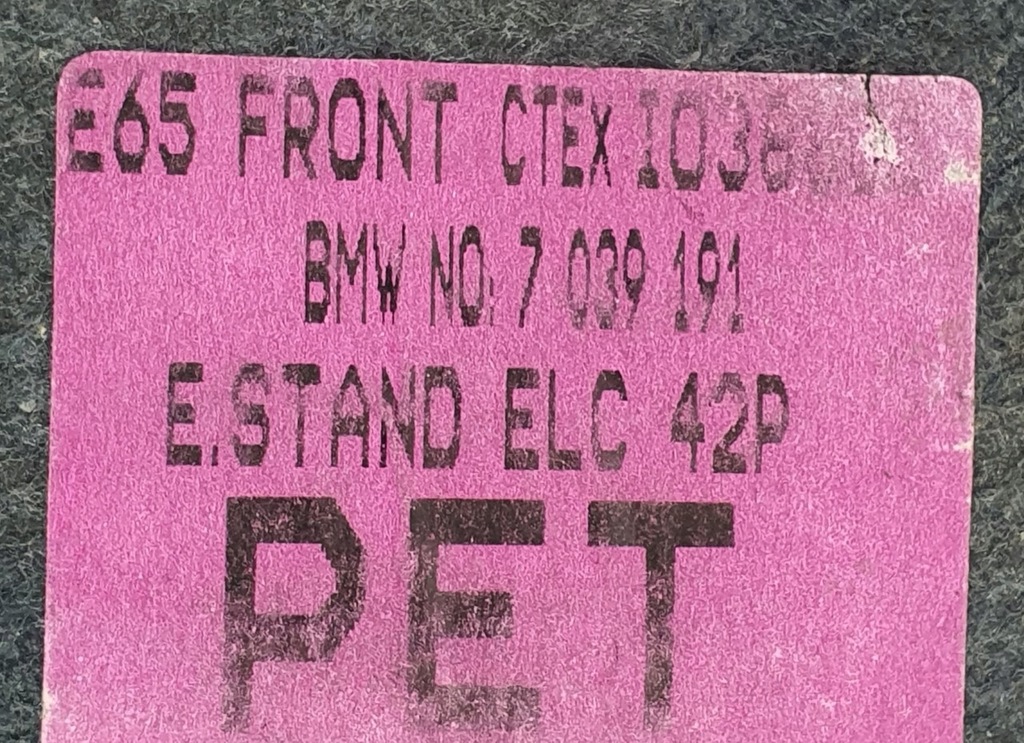 E65 FRONT CTEX
BMW NO: 7 039 191
E.STAND ELC 42P
PET